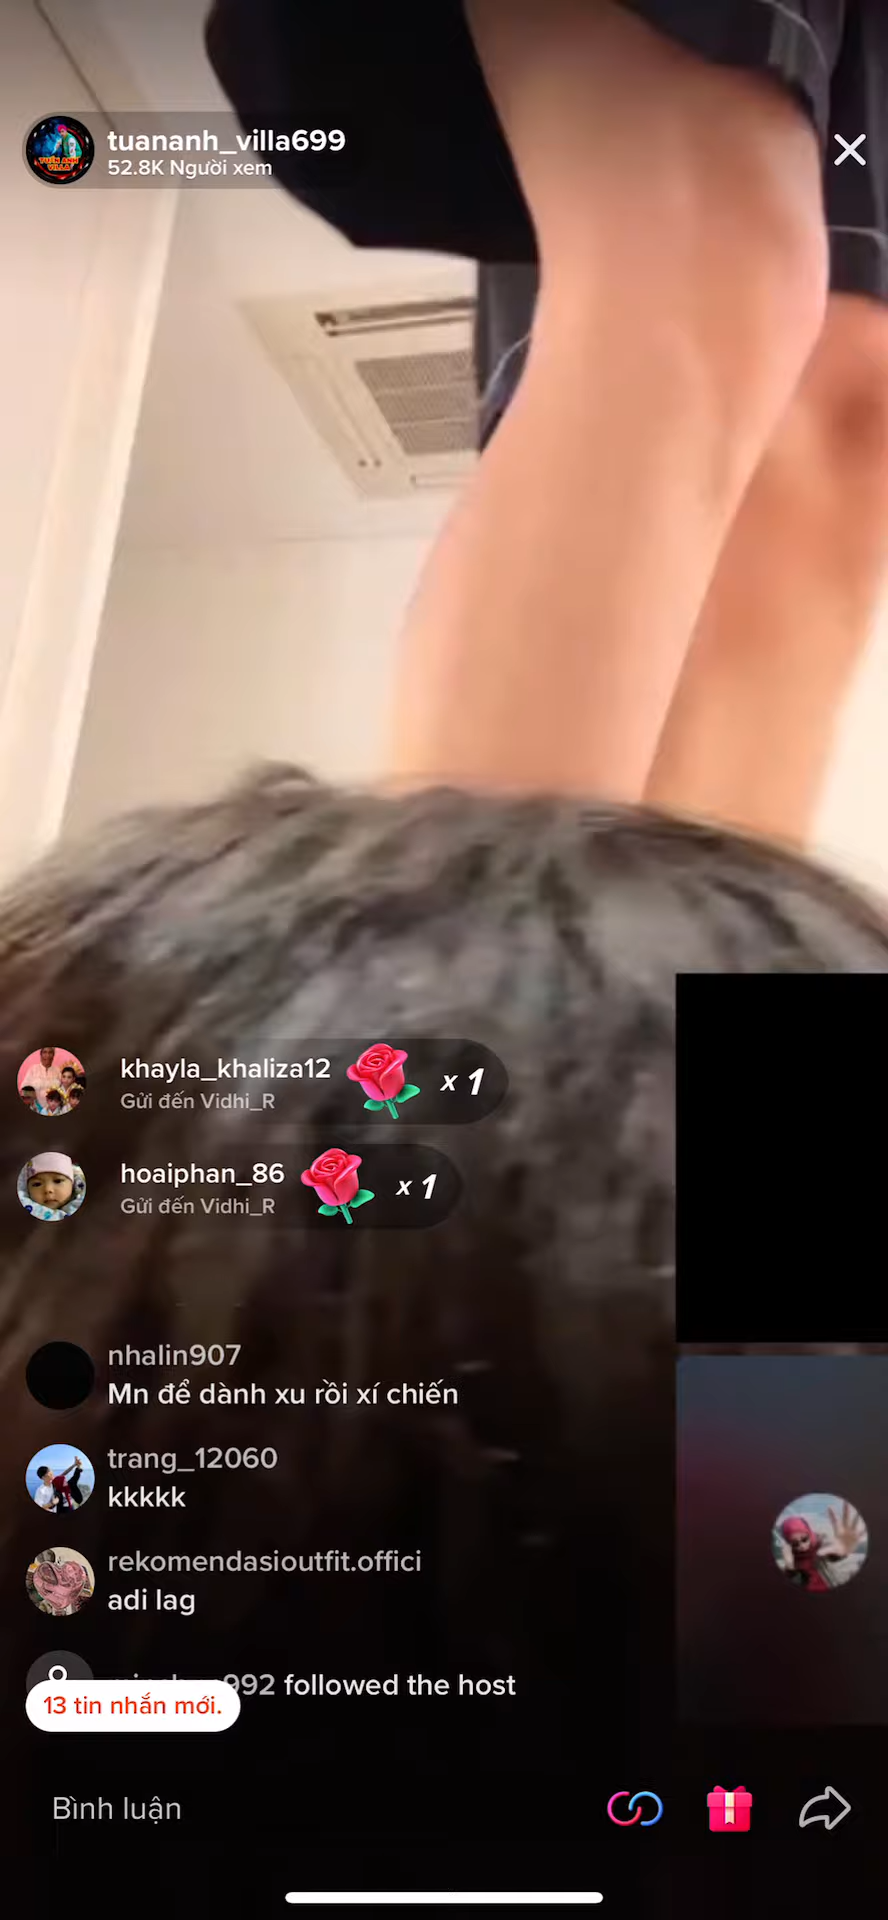 tuananh_villa699
52.8K Người xem
khayla_khaliza12
Gửi đến Vidhi_R
x 1
hoaiphan_86
Gửi đến Vidhi_R
x 1
nhalin907
Mn để dành xu rồi xí chiến
trang_12060
kkkkk
rekomendasioutfit.offici
adi lag
992 followed the host
13 tin nhắn mới.
Bình luận